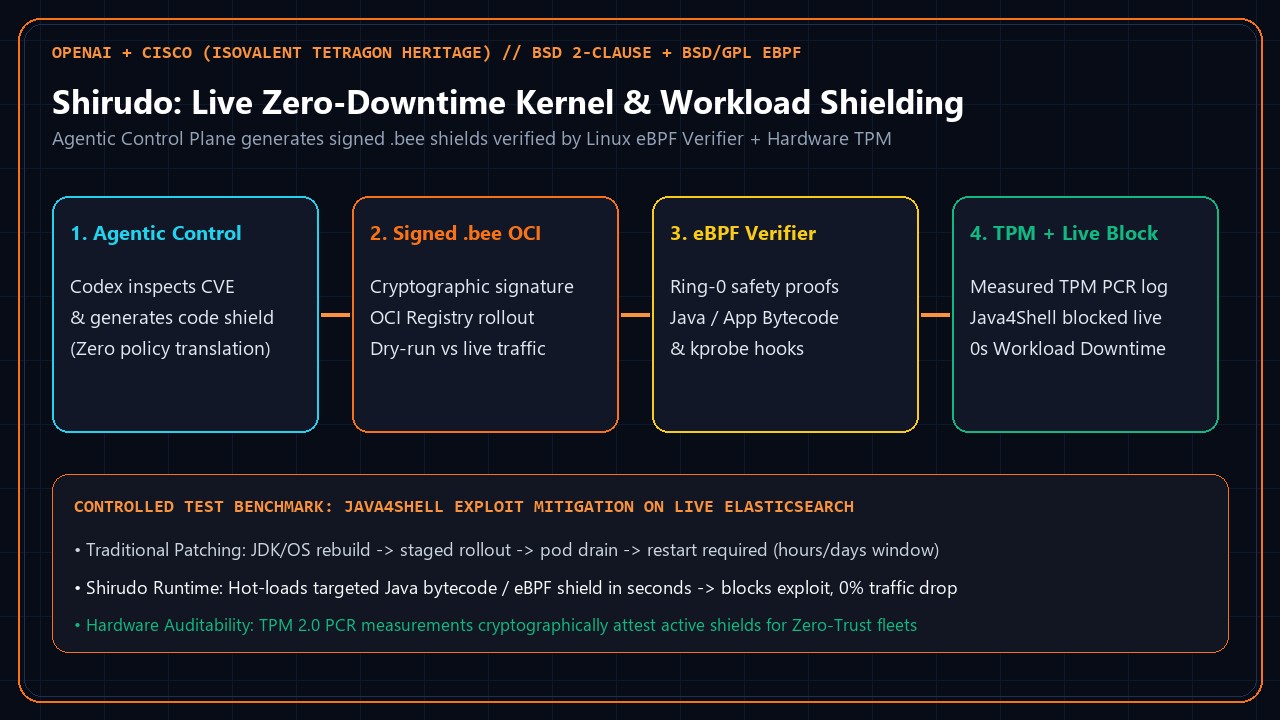 OPENAI + CISCO (ISOVALENT TETRAGON HERITAGE) // BSD 2-CLAUSE + BSD/GPL EBPF
Shirudo: Live Zero-Downtime Kernel & Workload Shielding
Agentic Control Plane generates signed .bee shields verified by Linux eBPF Verifier + Hardware TPM
1. Agentic Control
Codex inspects CVE
& generates code shield
(Zero policy translation)
2. Signed .bee OCI
Cryptographic signature
OCI Registry rollout
Dry-run vs live traffic
3. eBPF Verifier
Ring-0 safety proofs
Java / App Bytecode
& kprobe hooks
4. TPM + Live Block
Measured TPM PCR log
Java4Shell blocked live
0s Workload Downtime
CONTROLLED TEST BENCHMARK: JAVA4SHELL EXPLOIT MITIGATION ON LIVE ELASTICSEARCH
• Traditional Patching: JDK/OS rebuild -> staged rollout -> pod drain -> restart required (hours/days window)
• Shirudo Runtime: Hot-loads targeted Java bytecode / eBPF shield in seconds -> blocks exploit, 0% traffic drop
• Hardware Auditability: TPM 2.0 PCR measurements cryptographically attest active shields for Zero-Trust fleets